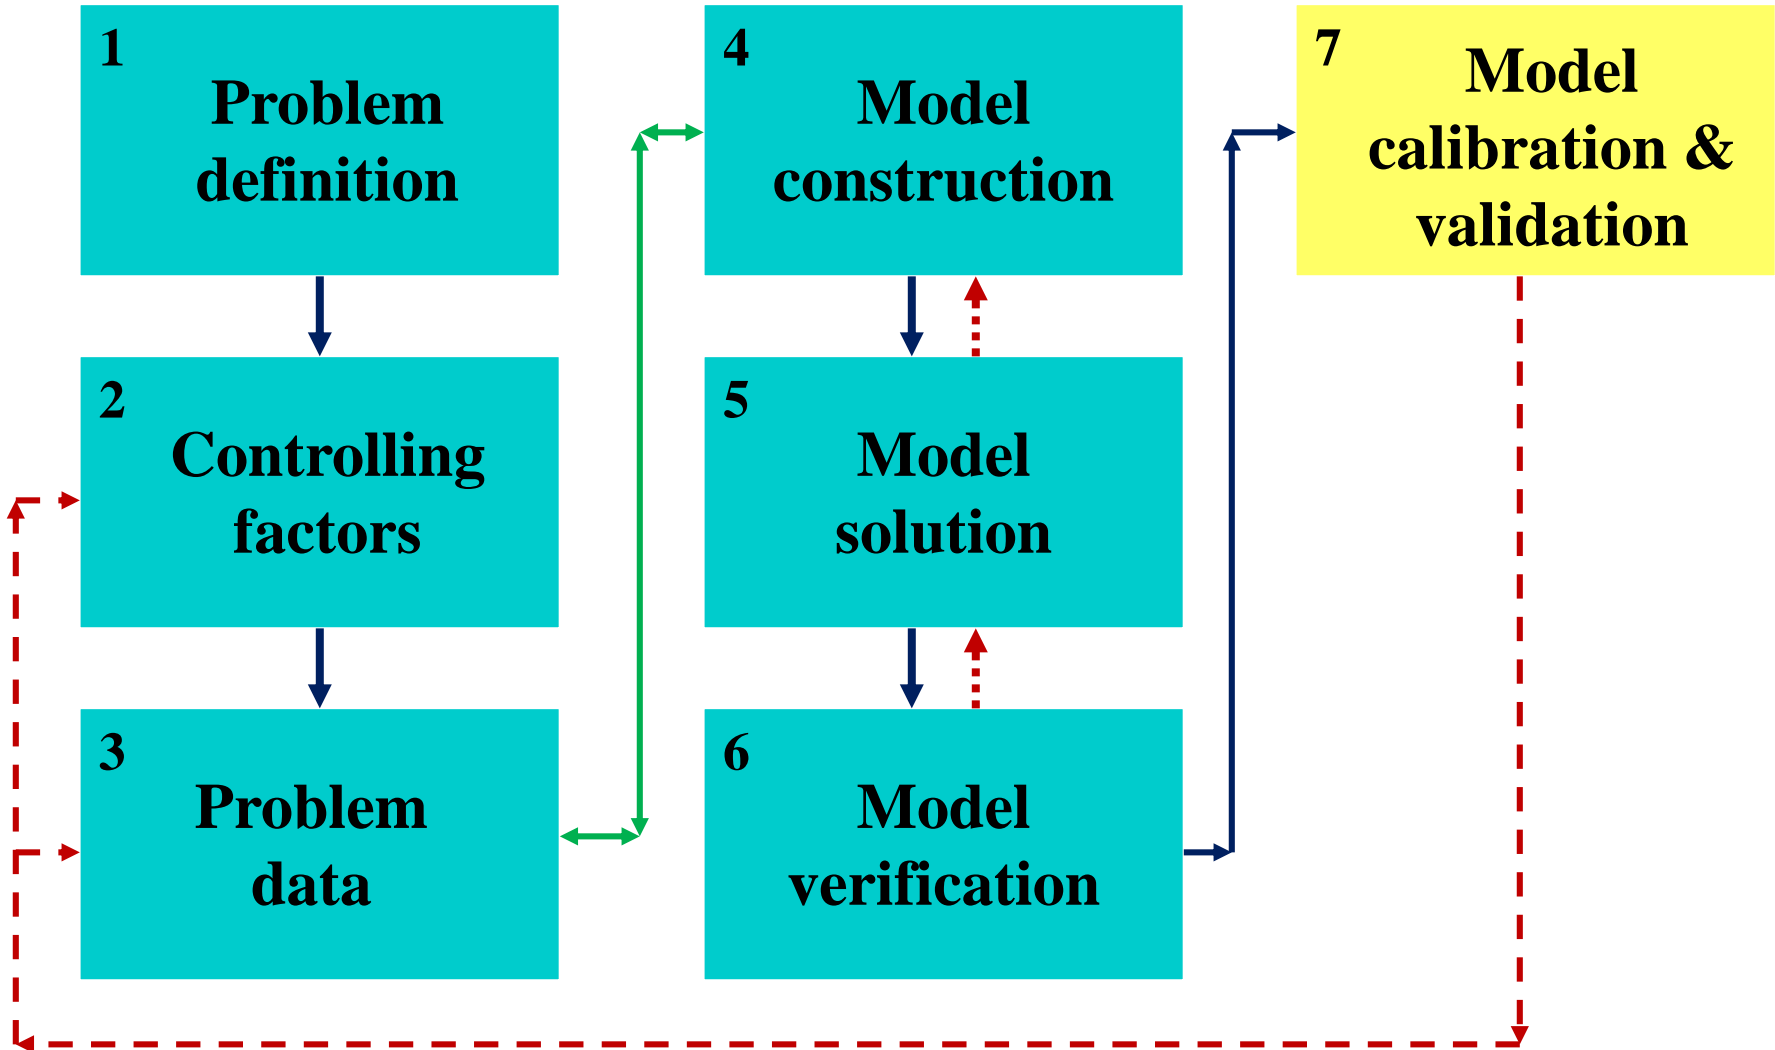 1
Problem
definition
2
Controlling
factors
3
Problem
data
4
Model
construction
5
Model
solution
6
Model
verification
7
Model
calibration &
validation